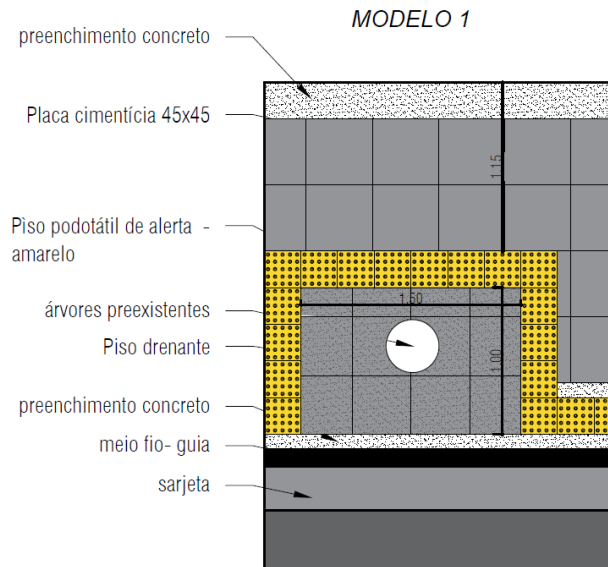 MODELO 1
preenchimento concreto
Placa cimentícia 45x45
Piso podotátil de alerta -
amarelo
árvores preexistentes
Piso drenante
preenchimento concreto
meio fio- guia
sarjeta
1.15
1.50
1.00